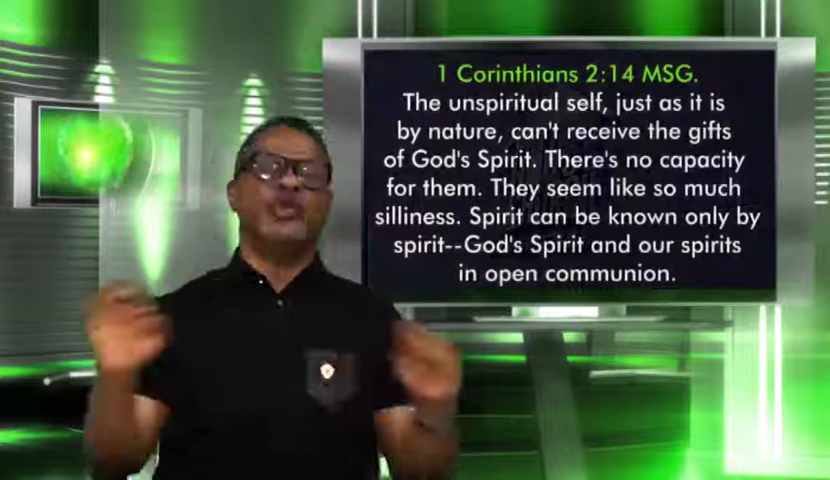 1 Corinthians 2:14 MSG.
The unspiritual self, just as it is
by nature, can't receive the gifts
of God's Spirit. There's no capacity
for them. They seem like so much
silliness. Spirit can be known only by
spirit--God's Spirit and our spirits
in open communion.